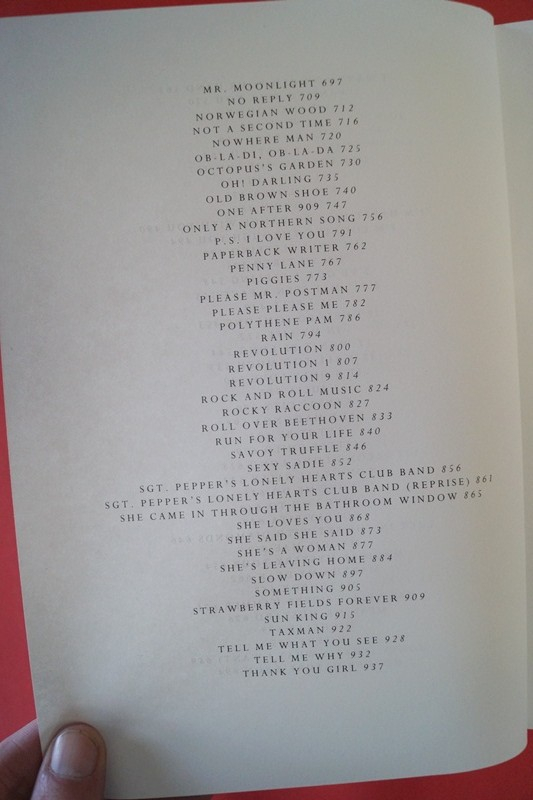 MR. MOONLIGHT 697
NO REPLY 709
NORWEGIAN WOOD 712
NOT A SECOND TIME 716
NOWHERE MAN 720
OB-LA-DI, OB-LA-DA 725
OCTOPUS'S GARDEN 730
OH! DARLING 735
OLD BROWN SHOE 740
ONE AFTER 909 747
ONLY A NORTHERN SONG 756
P.S. I LOVE YOU 791
PAPERBACK WRITER 762
PENNY LANE 767
PIGGIES 773
PLEASE MR. POSTMAN 777
PLEASE PLEASE ME 782
POLYTHENE PAM 786
RAIN 794
REVOLUTION 800
REVOLUTION 1 807
REVOLUTION 9 814
ROCK AND ROLL MUSIC 824
ROCKY RACCOON 827
ROLL OVER BEETHOVEN 833
RUN FOR YOUR LIFE 840
SAVOY TRUFFLE 846
SEXY SADIE 852
SGT. PEPPER'S LONELY HEARTS CLUB BAND 856
SGT. PEPPER'S LONELY HEARTS CLUB BAND (REPRISE) 861
SHE CAME IN THROUGH THE BATHROOM WINDOW 865
SHE LOVES YOU 868
SHE SAID SHE SAID 873
SHE'S A WOMAN 877
SHE'S LEAVING HOME 884
SLOW DOWN 897
SOMETHING 905
STRAWBERRY FIELDS FOREVER 909
SUN KING 915
TAXMAN 922
TELL ME WHAT YOU SEE 928
TELL ME WHY 932
THANK YOU GIRL 937